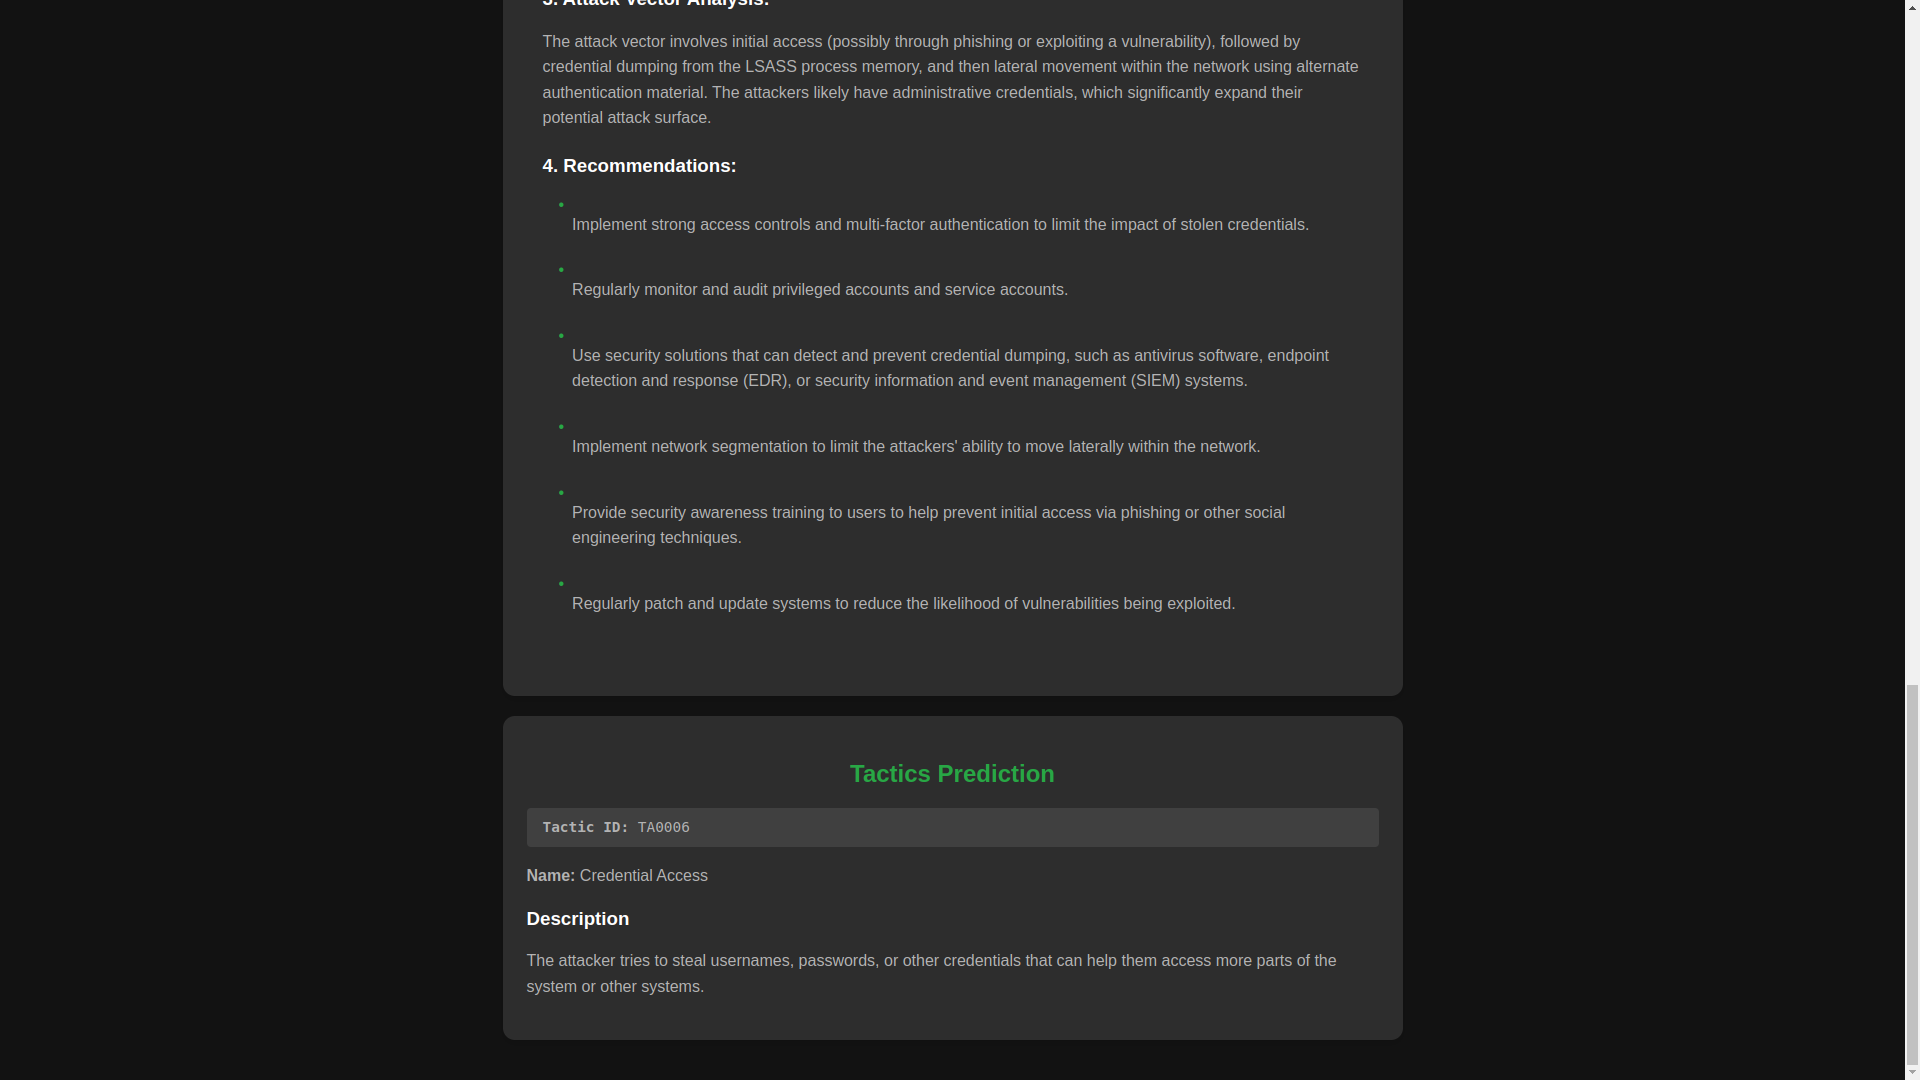 3. Attack Vector Analysis:
The attack vector involves initial access (possibly through phishing or exploiting a vulnerability), followed by
credential dumping from the LSASS process memory, and then lateral movement within the network using alternate
authentication material. The attackers likely have administrative credentials, which significantly expand their
potential attack surface.
4. Recommendations:
Implement strong access controls and multi-factor authentication to limit the impact of stolen credentials.
Regularly monitor and audit privileged accounts and service accounts.
Use security solutions that can detect and prevent credential dumping, such as antivirus software, endpoint
detection and response (EDR), or security information and event management (SIEM) systems.
Implement network segmentation to limit the attackers' ability to move laterally within the network.
Provide security awareness training to users to help prevent initial access via phishing or other social
engineering techniques.
Regularly patch and update systems to reduce the likelihood of vulnerabilities being exploited.
Tactics Prediction
Tactic ID: TA0006
Name: Credential Access
Description
The attacker tries to steal usernames, passwords, or other credentials that can help them access more parts of the
system or other systems.